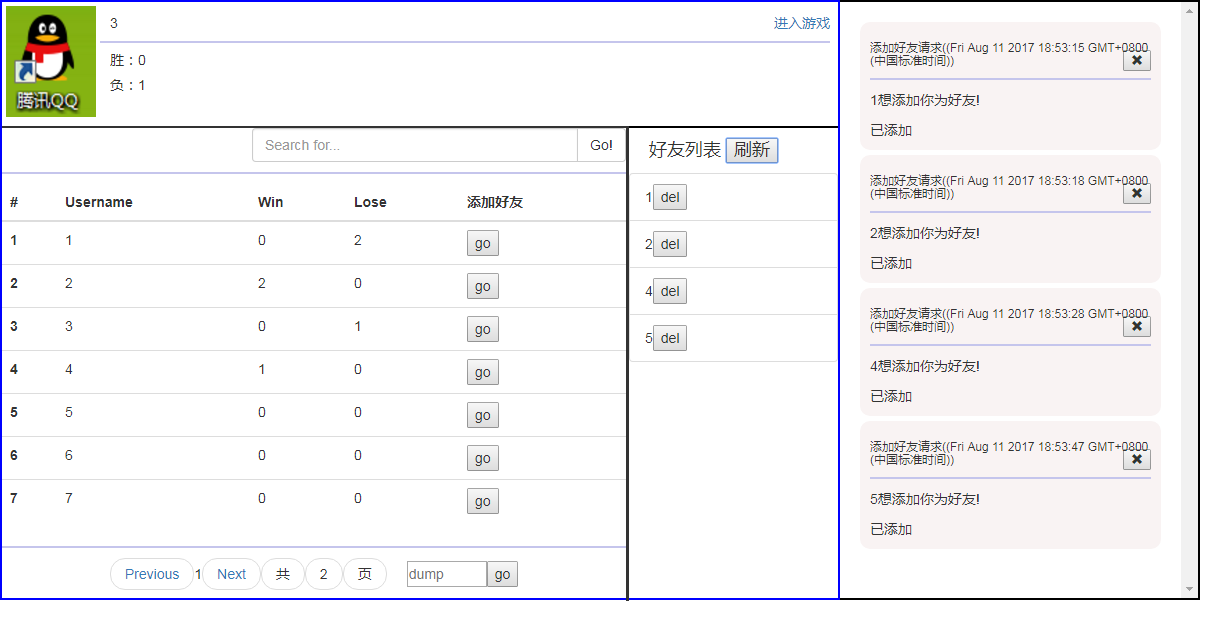 腾讯QQ
3
进入游戏
胜：0
负：1
Search for... Go!
# Username Win Lose 添加好友
1 1 0 2 go
2 2 2 0 go
3 3 0 1 go
4 4 1 0 go
5 5 0 0 go
6 6 0 0 go
7 7 0 0 go
Previous 1 Next 共 2 页 dump go
好友列表 刷新
1 del
2 del
4 del
5 del
添加好友请求((Fri Aug 11 2017 18:53:15 GMT+0800
(中国标准时间))
✖
1想添加你为好友!
已添加
添加好友请求((Fri Aug 11 2017 18:53:18 GMT+0800
(中国标准时间))
✖
2想添加你为好友!
已添加
添加好友请求((Fri Aug 11 2017 18:53:28 GMT+0800
(中国标准时间))
✖
4想添加你为好友!
已添加
添加好友请求((Fri Aug 11 2017 18:53:47 GMT+0800
(中国标准时间))
✖
5想添加你为好友!
已添加